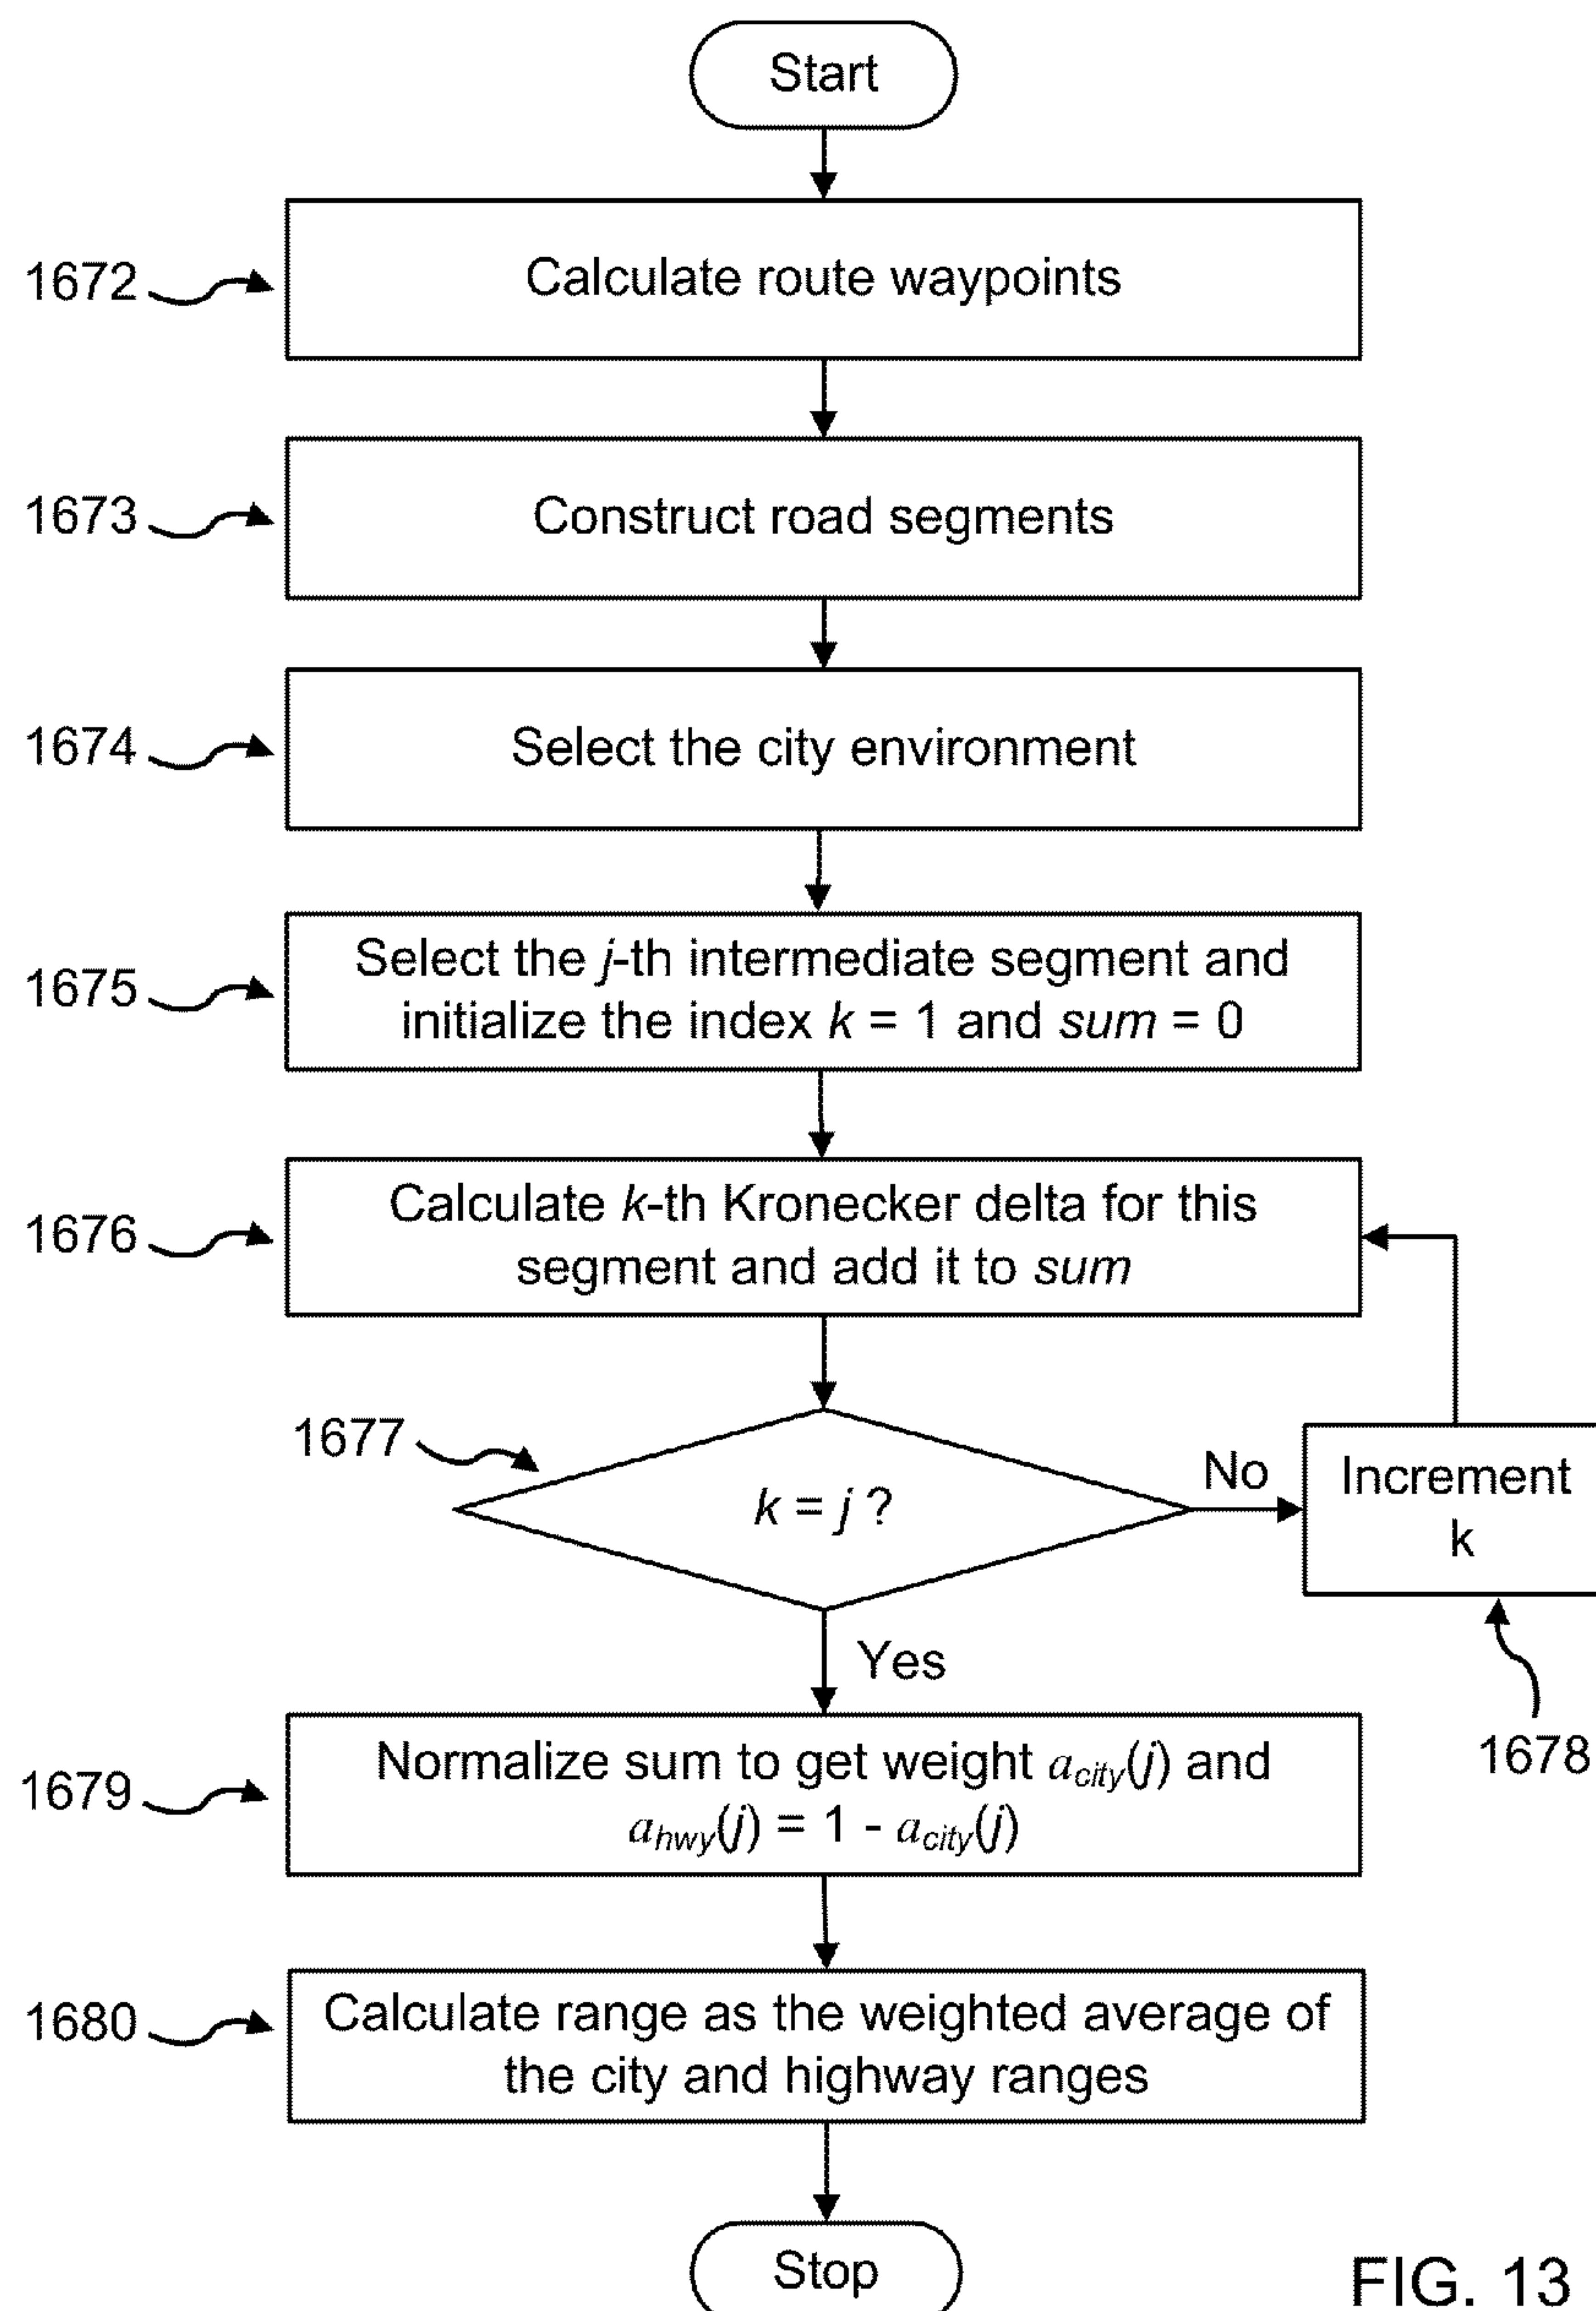 Start
1672
Calculate route waypoints
1673
Construct road segments
1674
Select the city environment
1675
Select the j-th intermediate segment and
initialize the index k = 1 and sum = 0
1676
Calculate k-th Kronecker delta for this
segment and add it to sum
1677
k = j ?
No
Increment
k
1678
Yes
1679
Normalize sum to get weight a_city(j) and
a_hwy(j) = 1 - a_city(j)
1680
Calculate range as the weighted average of
the city and highway ranges
Stop
FIG. 13